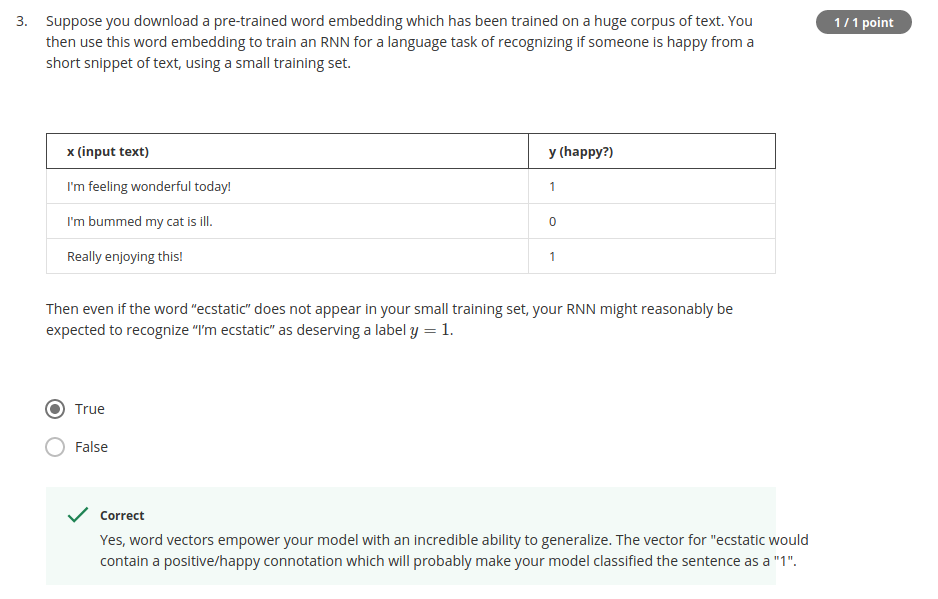 3. Suppose you download a pre-trained word embedding which has been trained on a huge corpus of text. You
then use this word embedding to train an RNN for a language task of recognizing if someone is happy from a
short snippet of text, using a small training set.
1 / 1 point
x (input text) y (happy?)
I'm feeling wonderful today! 1
I'm bummed my cat is ill. 0
Really enjoying this! 1
Then even if the word “ecstatic” does not appear in your small training set, your RNN might reasonably be
expected to recognize “I’m ecstatic” as deserving a label y = 1.
True
False
Correct
Yes, word vectors empower your model with an incredible ability to generalize. The vector for "ecstatic would
contain a positive/happy connotation which will probably make your model classified the sentence as a "1".